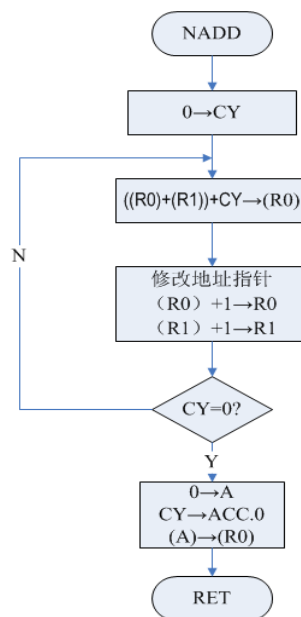 NADD
0→CY
((R0)+(R1))+CY→(R0)
N
修改地址指针
（R0）+1→R0
（R1）+1→R1
CY=0?
Y
0→A
CY→ACC.0
(A)→(R0)
RET